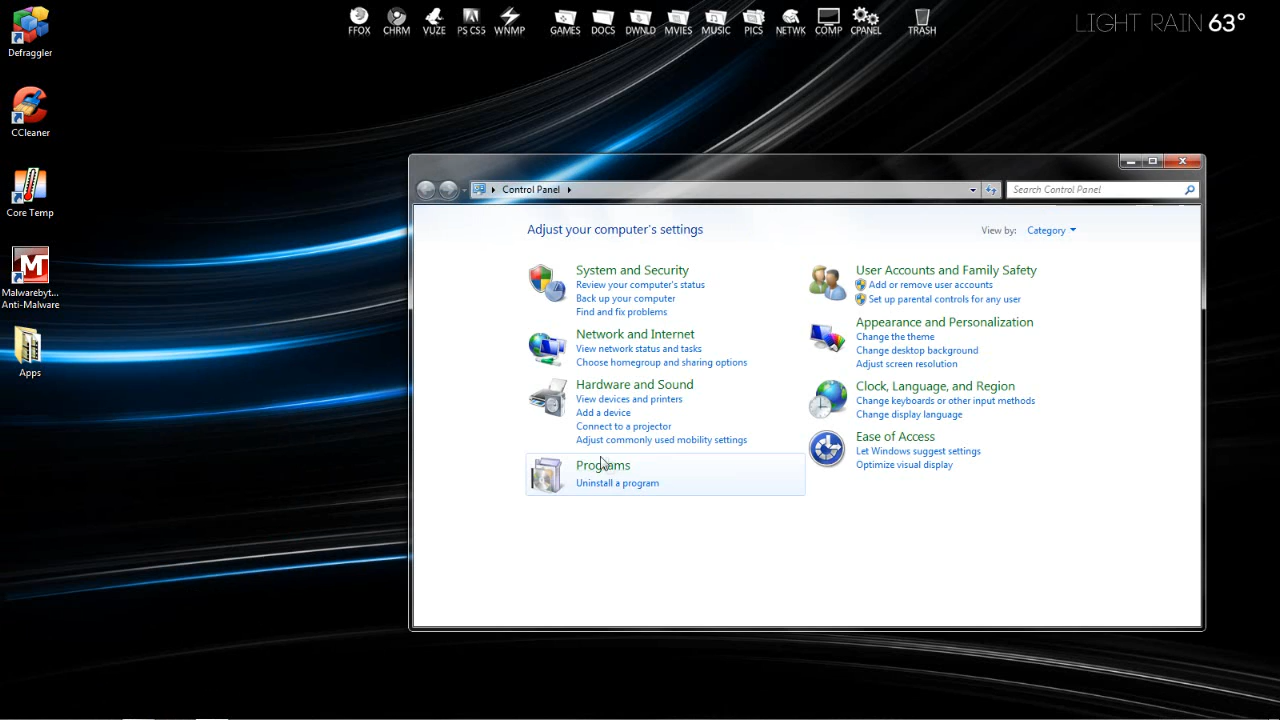 Defraggler
CCleaner
Core Temp
Malwarebyt...
Anti-Malware
Apps
FFOX CHRM VUZE PS CS5 WNMP GAMES DOCS DWNLD MVIES MUSIC PICS NETWK COMP CPANEL TRASH
LIGHT RAIN 63°
Control Panel
Search Control Panel
Adjust your computer's settings
View by: Category
System and Security
Review your computer's status
Back up your computer
Find and fix problems
Network and Internet
View network status and tasks
Choose homegroup and sharing options
Hardware and Sound
View devices and printers
Add a device
Connect to a projector
Adjust commonly used mobility settings
Programs
Uninstall a program
User Accounts and Family Safety
Add or remove user accounts
Set up parental controls for any user
Appearance and Personalization
Change the theme
Change desktop background
Adjust screen resolution
Clock, Language, and Region
Change keyboards or other input methods
Change display language
Ease of Access
Let Windows suggest settings
Optimize visual display